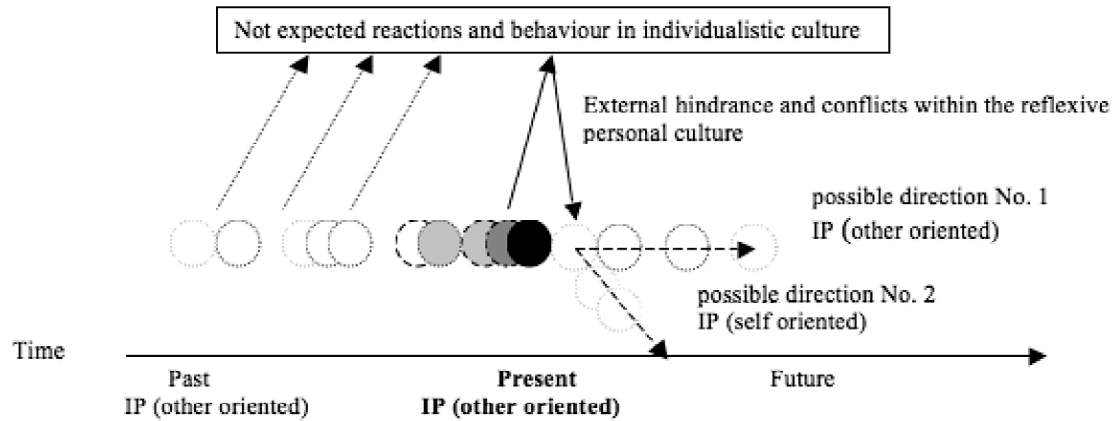 Not expected reactions and behaviour in individualistic culture
External hindrance and conflicts within the reflexive
personal culture
possible direction No. 1
IP (other oriented)
possible direction No. 2
IP (self oriented)
Time
Past
IP (other oriented)
Present
IP (other oriented)
Future